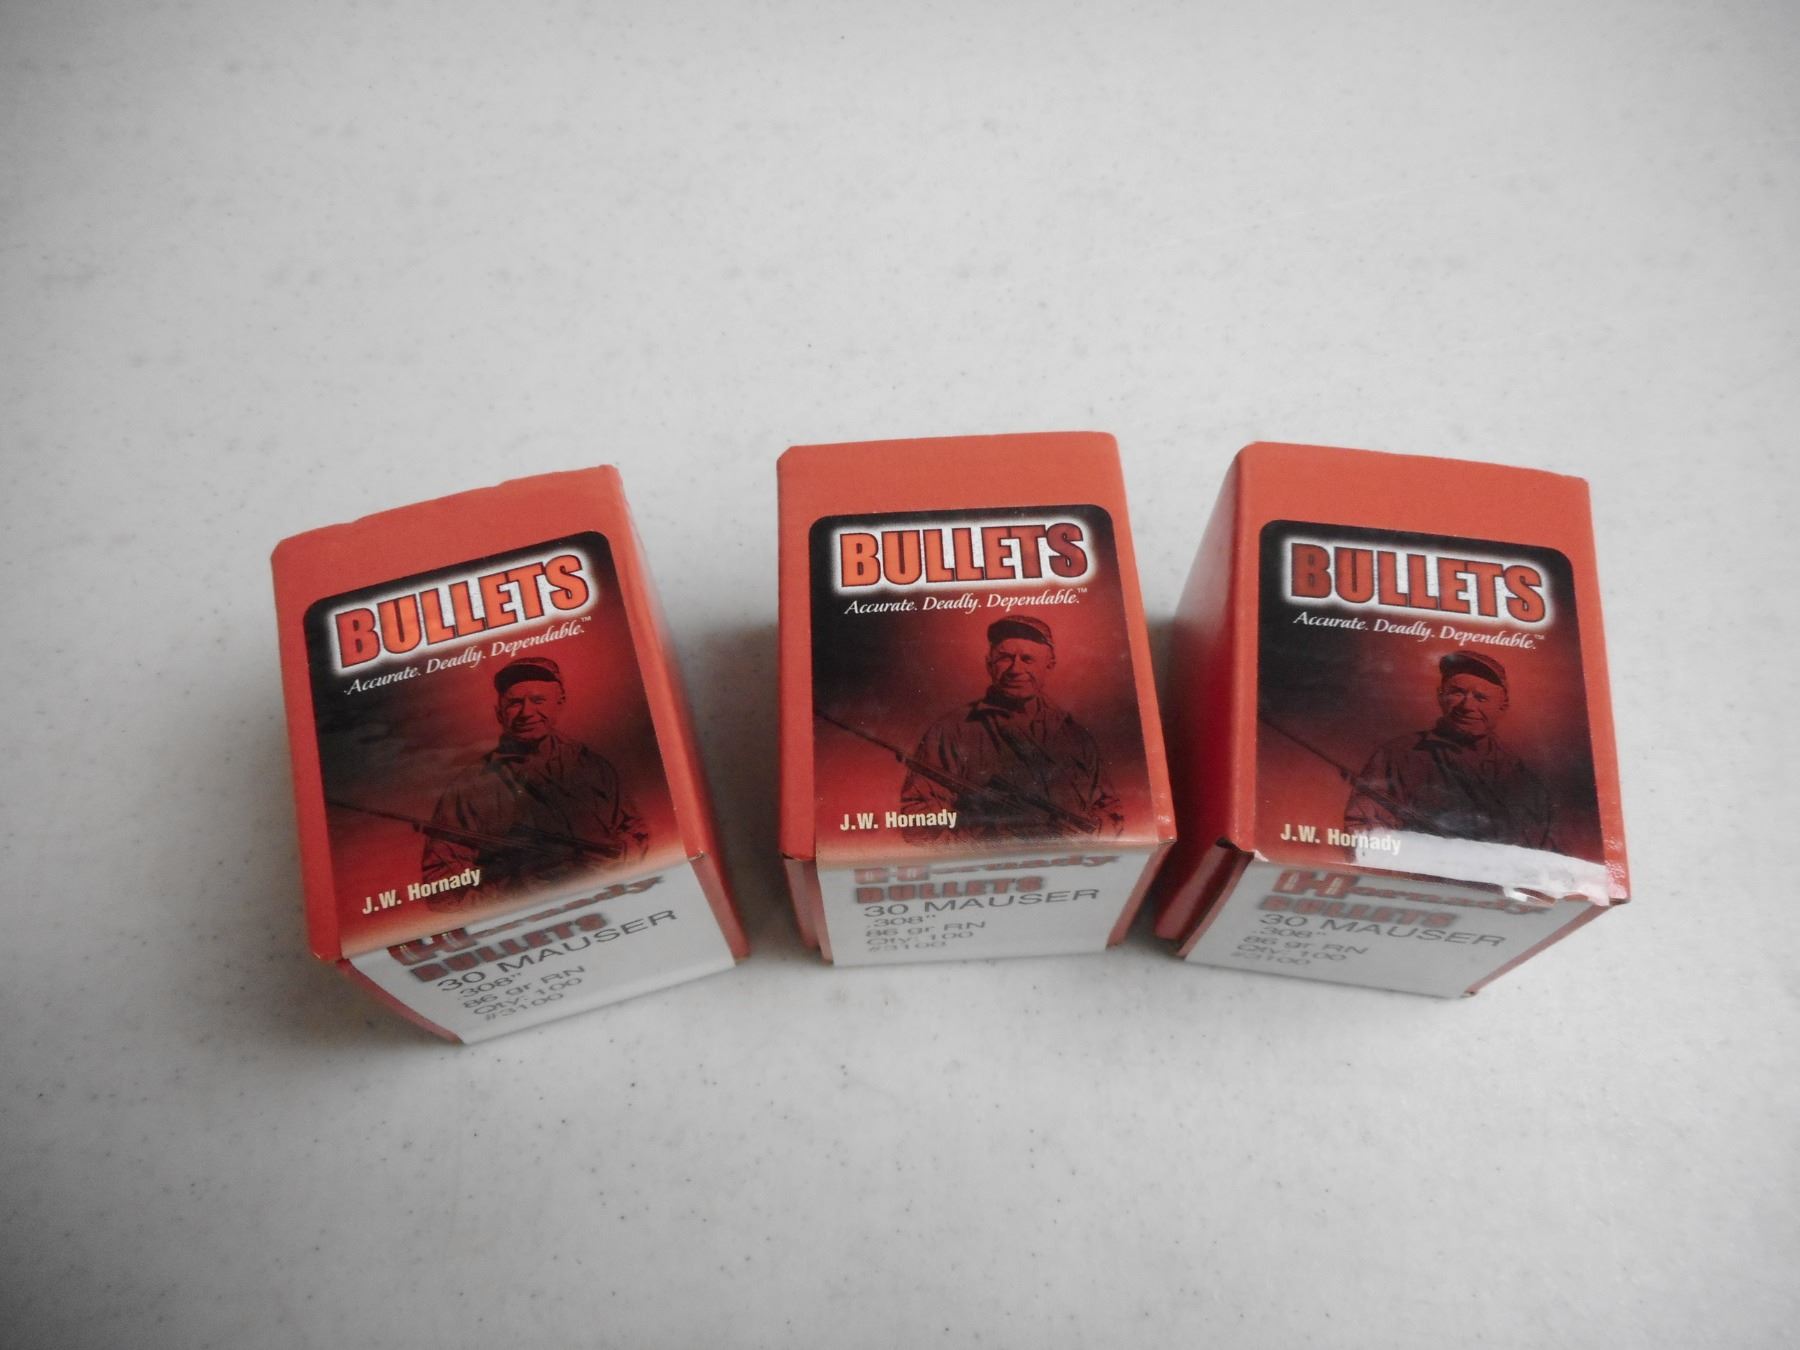 BULLETS
Accurate. Deadly. Dependable.™
J.W. Hornady
Hornady
BULLETS
30 MAUSER
.308"
86 gr RN
Qty: 100
#3100
BULLETS
Accurate. Deadly. Dependable.™
J.W. Hornady
Hornady
BULLETS
30 MAUSER
.308"
86 gr RN
Qty: 100
#3100
BULLETS
Accurate. Deadly. Dependable.™
J.W. Hornady
Hornady
BULLETS
30 MAUSER
.308"
86 gr RN
Qty: 100
#3100